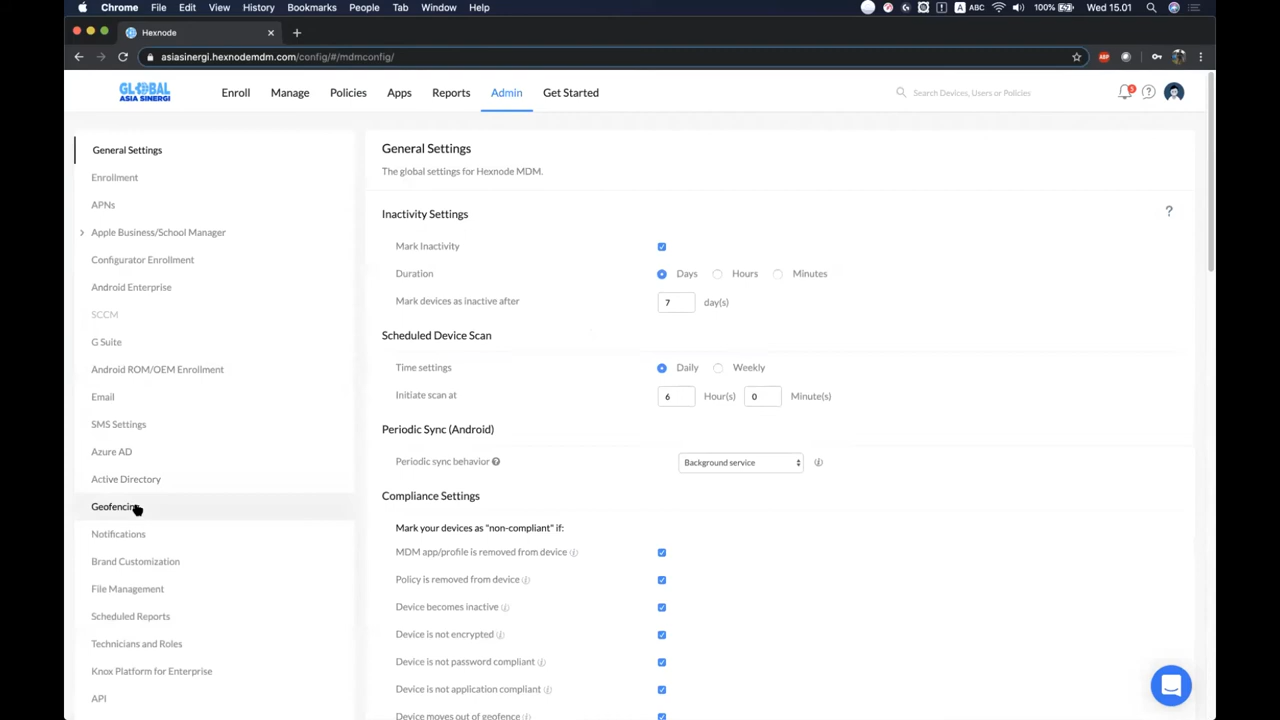 Chrome File Edit View History Bookmarks People Tab Window Help A ABC 100% Wed 15.01
Hexnode
asiasinergi.hexnodemdm.com/config/#/mdmconfig/ ABP
GLOBAL
ASIA SINERGI
Enroll Manage Policies Apps Reports Admin Get Started Search Devices, Users or Policies
General Settings
Enrollment
APNs
Apple Business/School Manager
Configurator Enrollment
Android Enterprise
SCCM
G Suite
Android ROM/OEM Enrollment
Email
SMS Settings
Azure AD
Active Directory
Geofencing
Notifications
Brand Customization
File Management
Scheduled Reports
Technicians and Roles
Knox Platform for Enterprise
API
General Settings
The global settings for Hexnode MDM.
Inactivity Settings ?
Mark Inactivity
Duration Days Hours Minutes
Mark devices as inactive after 7 day(s)
Scheduled Device Scan
Time settings Daily Weekly
Initiate scan at 6 Hour(s) 0 Minute(s)
Periodic Sync (Android)
Periodic sync behavior Background service
Compliance Settings
Mark your devices as "non-compliant" if:
MDM app/profile is removed from device
Policy is removed from device
Device becomes inactive
Device is not encrypted
Device is not password compliant
Device is not application compliant
Device moves out of geofence